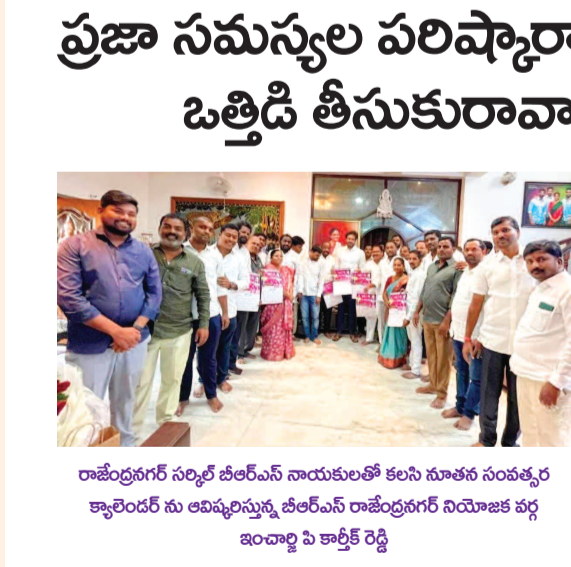 ప్రజా సమస్యల పరిష్కారా
ఒత్తిడి తీసుకురావా
రాజేంద్రనగర్ సర్కిల్ బీఆర్ఎస్ నాయకులతో కలసి నూతన సంవత్సర
క్యాలెండర్ ను ఆవిష్కరిస్తున్న బీఆర్ఎస్ రాజేంద్రనగర్ నియోజక వర్గ
ఇంచార్జి పి కార్తీక్ రెడ్డి